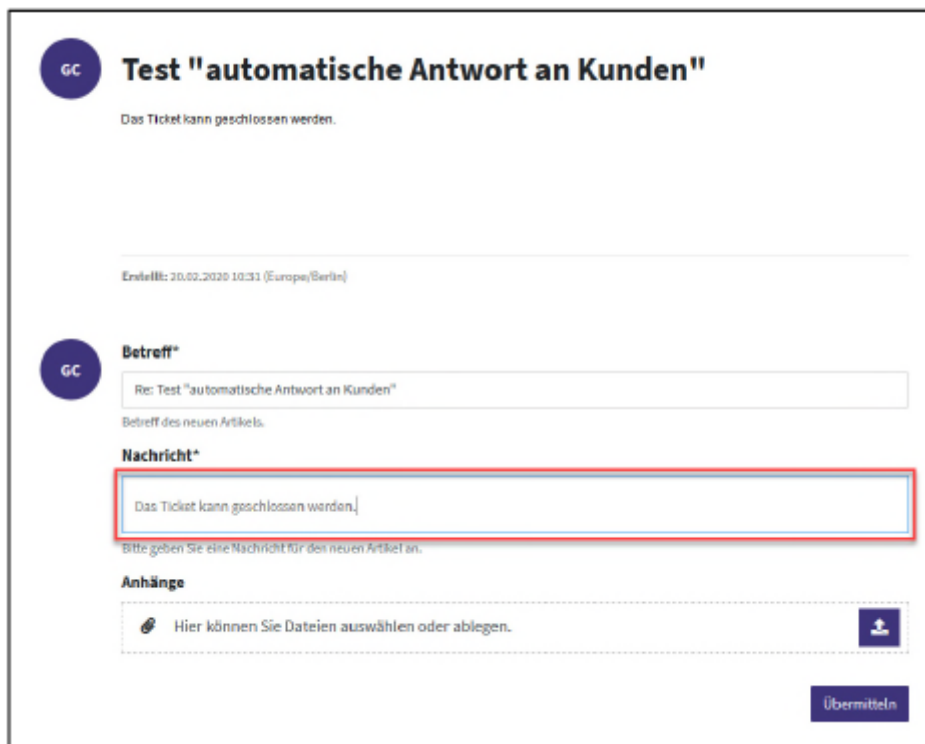 GC
Test "automatische Antwort an Kunden"
Das Ticket kann geschlossen werden.
Erstellt: 20.02.2020 10:31 (Europe/Berlin)
GC
Betreff*
Re: Test "automatische Antwort an Kunden"
Betreff des neuen Artikels.
Nachricht*
Das Ticket kann geschlossen werden.
Bitte geben Sie eine Nachricht für den neuen Artikel an.
Anhänge
Hier können Sie Dateien auswählen oder ablegen.
Übermitteln